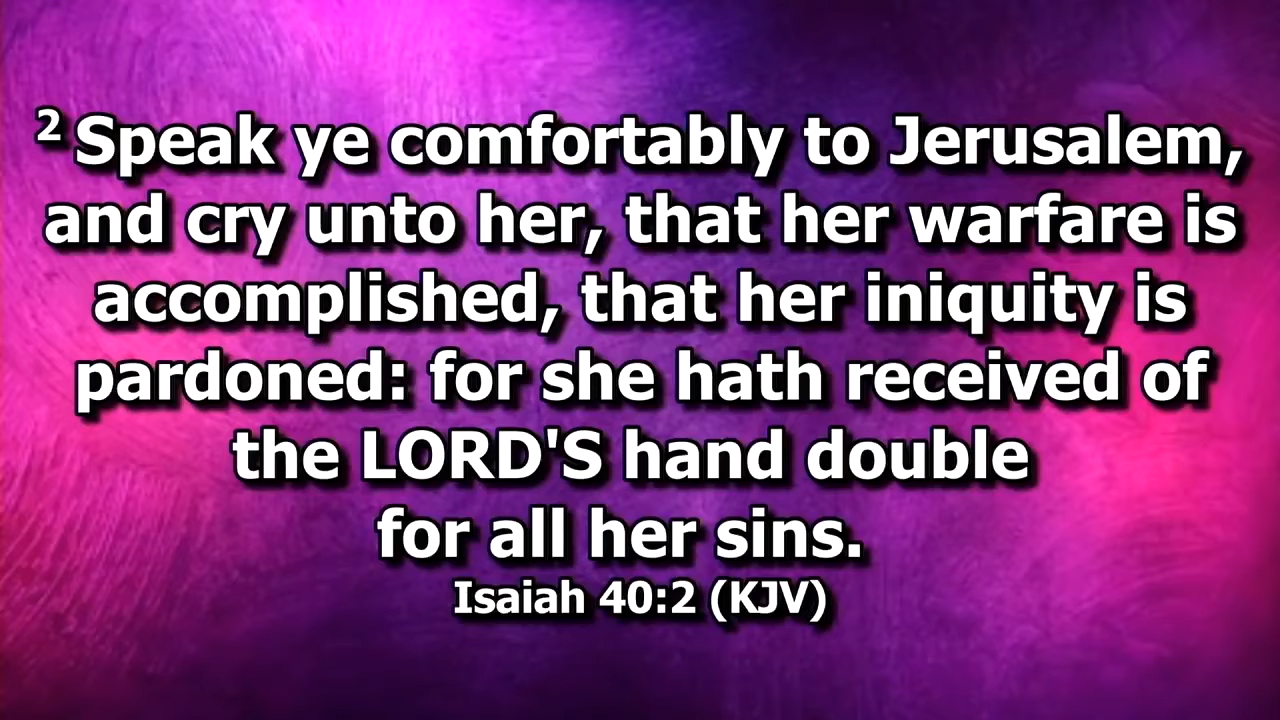 2 Speak ye comfortably to Jerusalem,
and cry unto her, that her warfare is
accomplished, that her iniquity is
pardoned: for she hath received of
the LORD'S hand double
for all her sins.
Isaiah 40:2 (KJV)